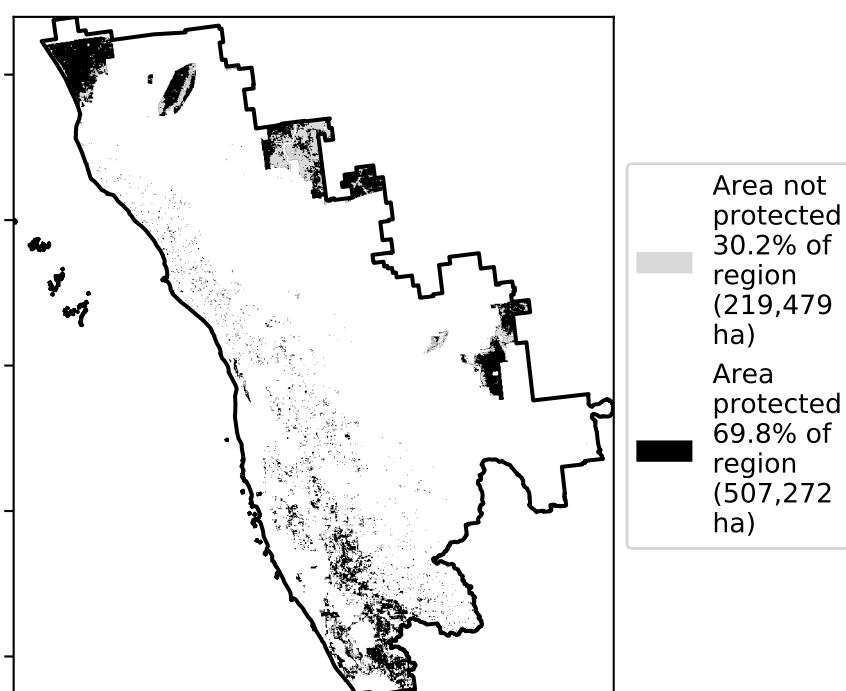 Area not
protected
30.2% of
region
(219,479
ha)
Area
protected
69.8% of
region
(507,272
ha)